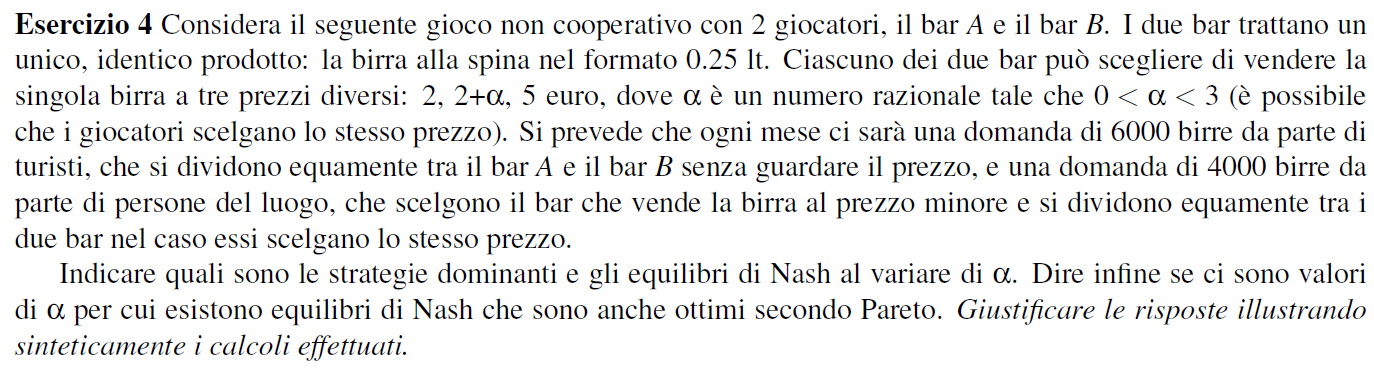 Esercizio 4 Considera il seguente gioco non cooperativo con 2 giocatori, il bar A e il bar B. I due bar trattano un
unico, identico prodotto: la birra alla spina nel formato 0.25 lt. Ciascuno dei due bar può scegliere di vendere la
singola birra a tre prezzi diversi: 2, 2+α, 5 euro, dove α è un numero razionale tale che 0 < α < 3 (è possibile
che i giocatori scelgano lo stesso prezzo). Si prevede che ogni mese ci sarà una domanda di 6000 birre da parte di
turisti, che si dividono equamente tra il bar A e il bar B senza guardare il prezzo, e una domanda di 4000 birre da
parte di persone del luogo, che scelgono il bar che vende la birra al prezzo minore e si dividono equamente tra i
due bar nel caso essi scelgano lo stesso prezzo.
Indicare quali sono le strategie dominanti e gli equilibri di Nash al variare di α. Dire infine se ci sono valori
di α per cui esistono equilibri di Nash che sono anche ottimi secondo Pareto. Giustificare le risposte illustrando
sinteticamente i calcoli effettuati.